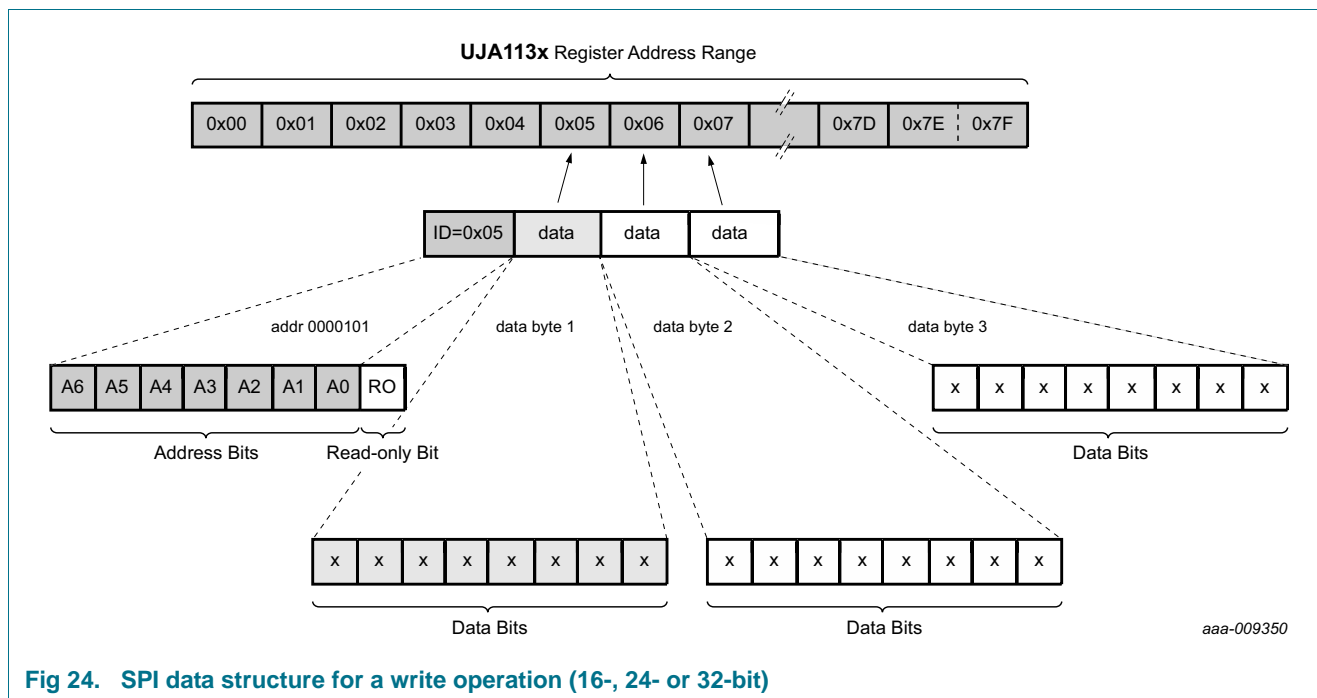 UJA113x Register Address Range
0x00 0x01 0x02 0x03 0x04 0x05 0x06 0x07 0x7D 0x7E 0x7F
ID=0x05 data data data
addr 0000101 data byte 1 data byte 2 data byte 3
A6 A5 A4 A3 A2 A1 A0 RO x x x x x x x x
Address Bits Read-only Bit Data Bits
x x x x x x x x x x x x x x x x
Data Bits Data Bits aaa-009350
Fig 24. SPI data structure for a write operation (16-, 24- or 32-bit)